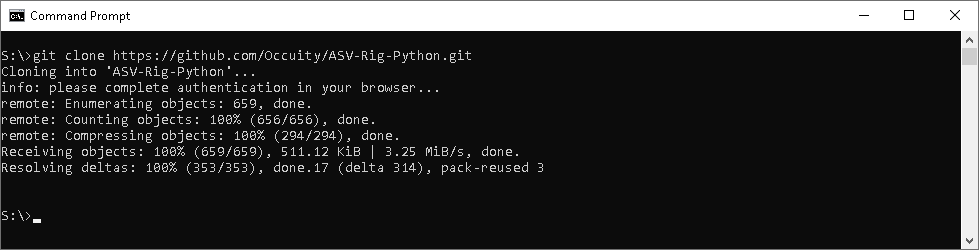 Command Prompt
S:\>git clone https://github.com/Occuity/ASV-Rig-Python.git
Cloning into 'ASV-Rig-Python'...
info: please complete authentication in your browser...
remote: Enumerating objects: 659, done.
remote: Counting objects: 100% (656/656), done.
remote: Compressing objects: 100% (294/294), done.
Receiving objects: 100% (659/659), 511.12 KiB | 3.25 MiB/s, done.
Resolving deltas: 100% (353/353), done.17 (delta 314), pack-reused 3
S:\>